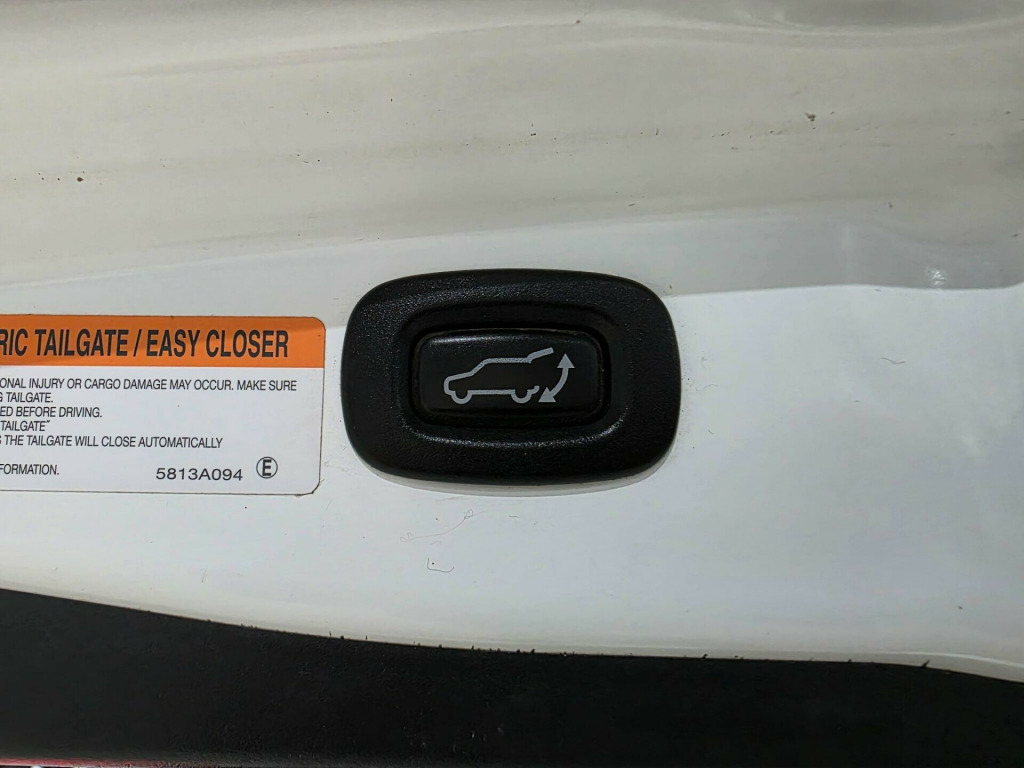 RIC TAILGATE / EASY CLOSER
ONAL INJURY OR CARGO DAMAGE MAY OCCUR. MAKE SURE
G TAILGATE.
ED BEFORE DRIVING.
TAILGATE"
S THE TAILGATE WILL CLOSE AUTOMATICALLY
FORMATION.
5813A094 E